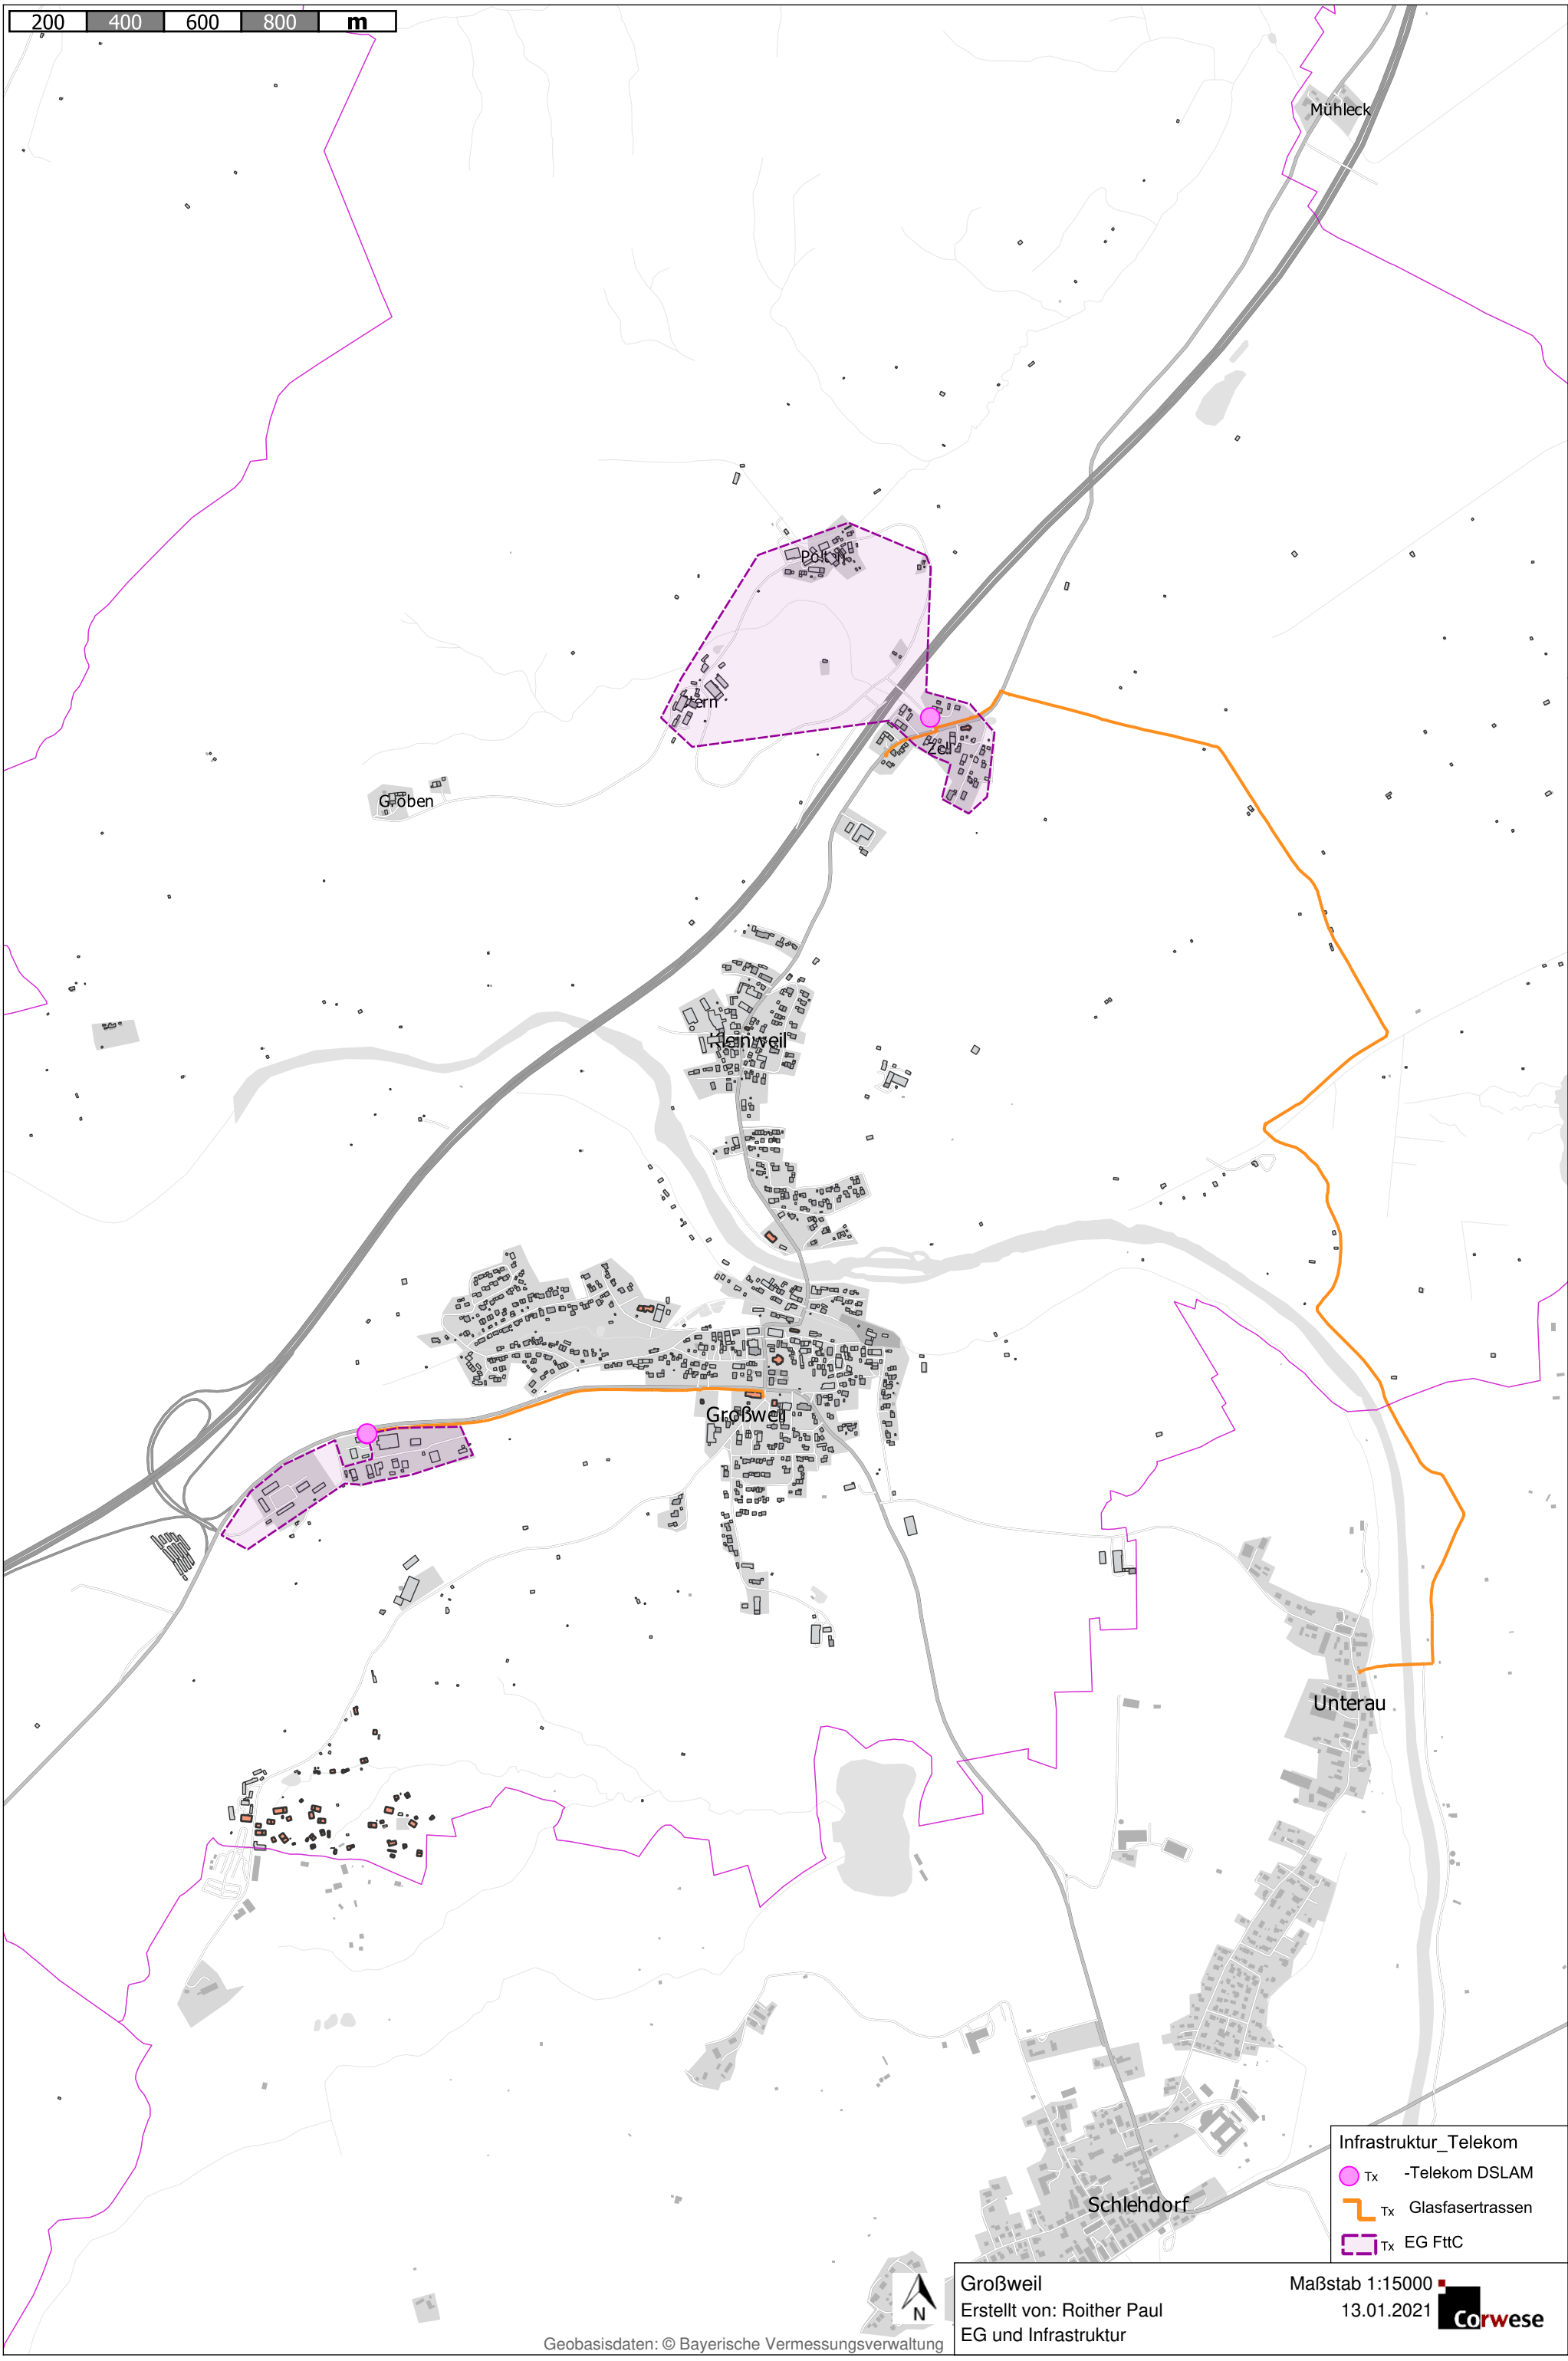 200 400 600 800 m
Mühleck
Stern
Zell
Gröben
Kleinweil
Großweil
Unterau
Schlehdorf
Infrastruktur_Telekom
Tx -Telekom DSLAM
Tx Glasfasertrassen
Tx EG FttC
N
Großweil
Maßstab 1:15000
Erstellt von: Roither Paul
13.01.2021
EG und Infrastruktur
Corwese
Geobasisdaten: © Bayerische Vermessungsverwaltung